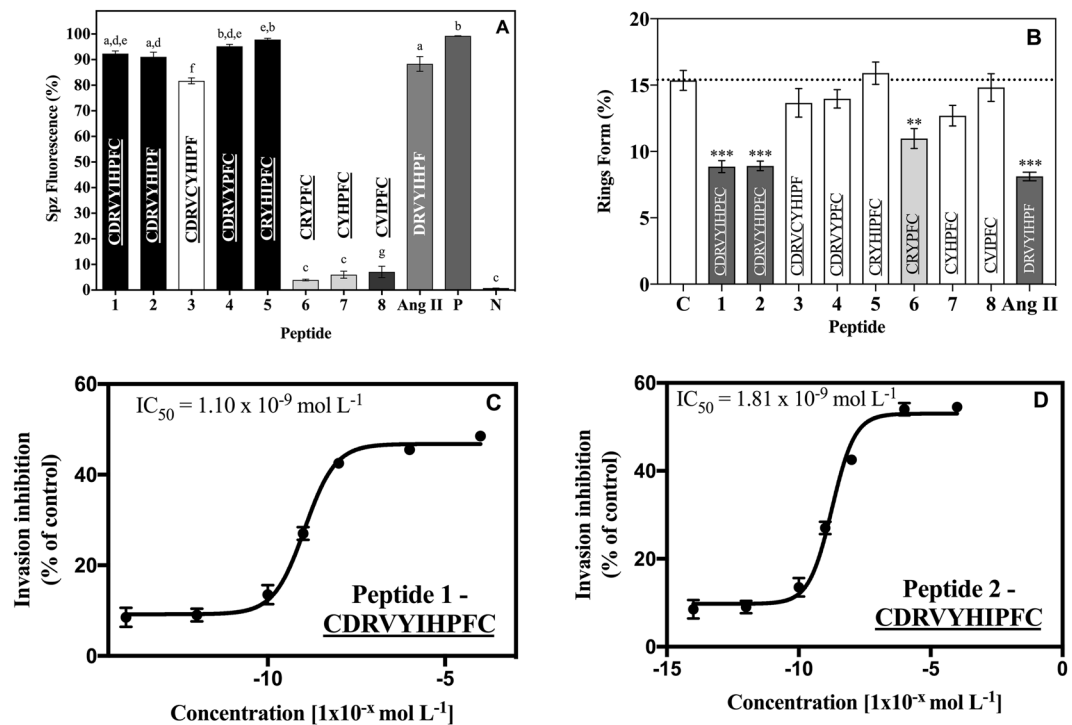 A
Spz Fluorescence (%)
100
90
80
70
60
50
40
30
20
10
0
a,d,e
a,d
f
b,d,e
e,b
c
c
g
a
b
c
CDRVYIHPFC
CDRVYHIPF
CDRVCYHIPF
CDRVYPFC
CRYHIPFC
CRYPFC
CYHPFC
CVIPFC
DRVYIHPF
1 2 3 4 5 6 7 8 Ang II P N
Peptide
B
Rings Form (%)
20
15
10
5
0
***
***
**
***
CDRVYIHPFC
CDRVYHIPFC
CDRVCYHIPFC
CDRVYPFC
CRYHIPFC
CRYPFC
CYHPFC
CVIPFC
DRVYIHPF
C 1 2 3 4 5 6 7 8 Ang II
Peptide
C
IC50 = 1.10 x 10-9 mol L-1
Invasion inhibition
(% of control)
60
40
20
0
Peptide 1 -
CDRVYIHPFC
-10 -5
Concentration [1x10-x mol L-1]
D
IC50 = 1.81 x 10-9 mol L-1
Invasion inhibition
(% of control)
60
40
20
0
Peptide 2 -
CDRVYHIPFC
-15 -10 -5 0
Concentration [1x10-x mol L-1]